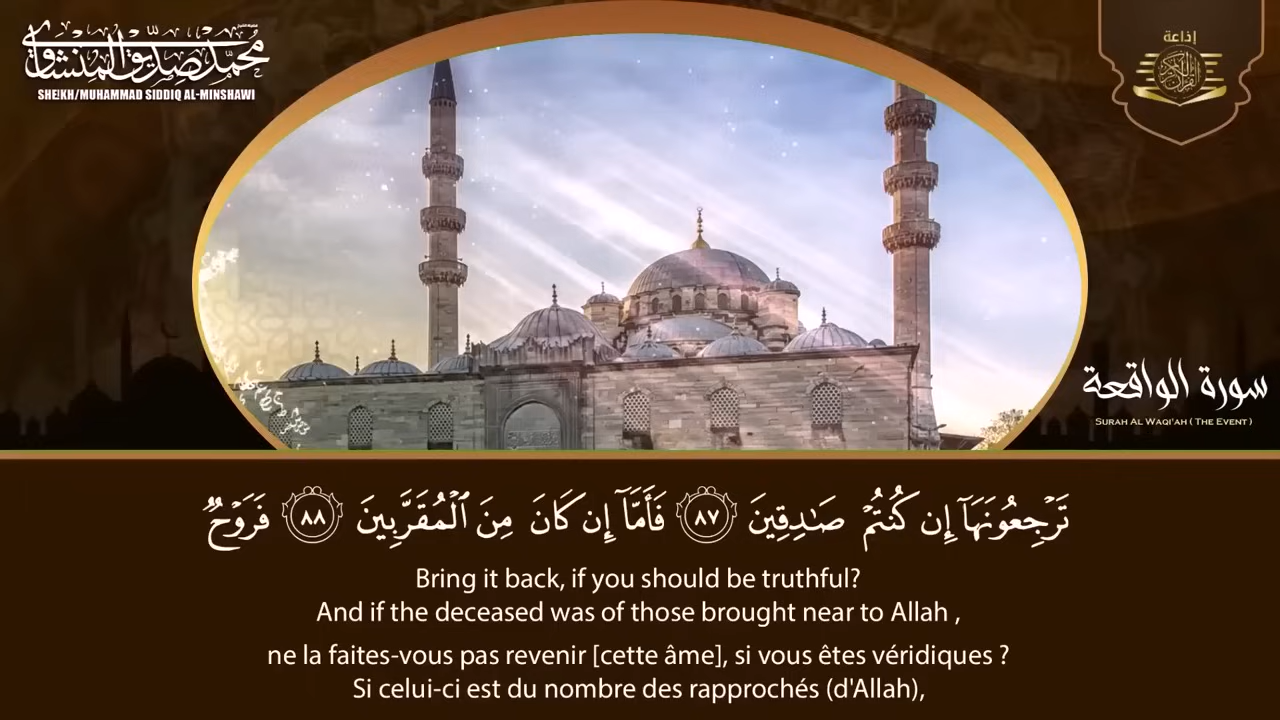 محمد صديق المنشاوي
SHEIKH/MUHAMMAD SIDDIQ AL-MINSHAWI
إذاعة
القرآن الكريم
سورة الواقعة
SURAH AL WAQI'AH ( THE EVENT )
تَرْجِعُونَهَآ إِن كُنتُمْ صَـٰدِقِينَ ٨٧ فَأَمَّآ إِن كَانَ مِنَ ٱلْمُقَرَّبِينَ ٨٨ فَرَوْحٌ
Bring it back, if you should be truthful?
And if the deceased was of those brought near to Allah ,
ne la faites-vous pas revenir [cette âme], si vous êtes véridiques ?
Si celui-ci est du nombre des rapprochés (d'Allah),